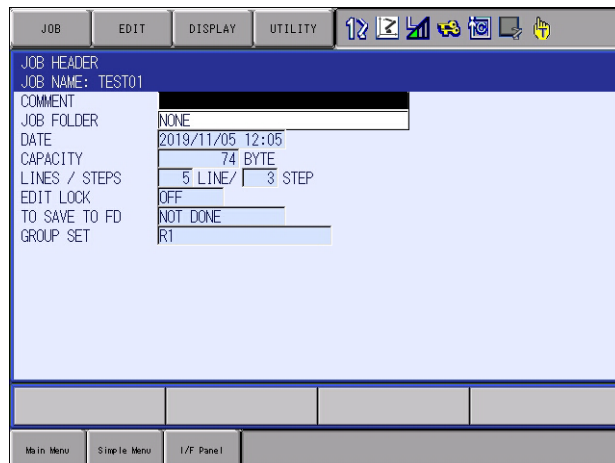 JOB EDIT DISPLAY UTILITY
JOB HEADER
JOB NAME: TEST01
COMMENT
JOB FOLDER NONE
DATE 2019/11/05 12:05
CAPACITY 74 BYTE
LINES / STEPS 5 LINE/ 3 STEP
EDIT LOCK OFF
TO SAVE TO FD NOT DONE
GROUP SET R1
Main Menu Simple Menu I/F Panel